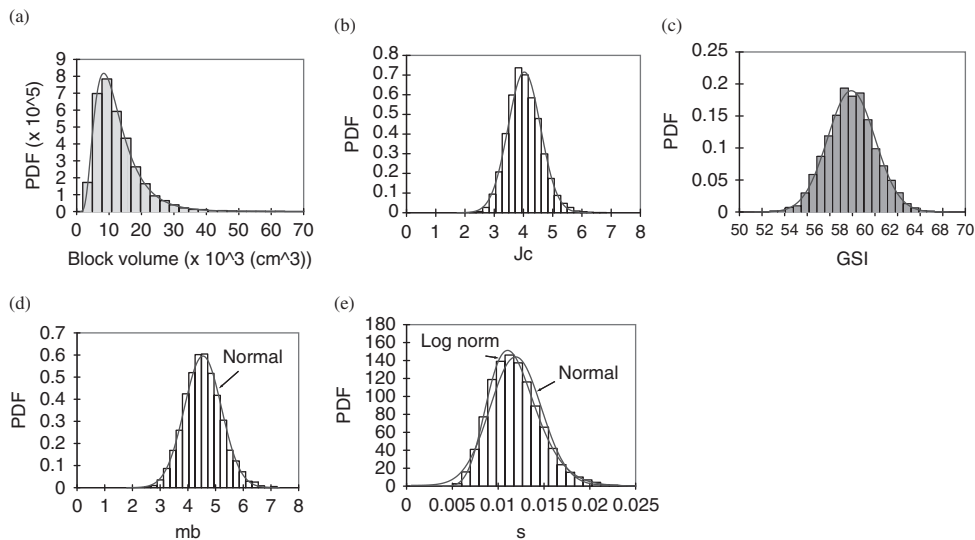 (a)
PDF (x 10^5)
9
8
7
6
5
4
3
2
1
0
0 10 20 30 40 50 60 70
Block volume (x 10^3 (cm^3))
(b)
PDF
0.8
0.7
0.6
0.5
0.4
0.3
0.2
0.1
0
0 1 2 3 4 5 6 7 8
Jc
(c)
PDF
0.25
0.20
0.15
0.10
0.05
0
50 52 54 56 58 60 62 64 68 70
GSI
(d)
PDF
0.7
0.6
0.5
0.4
0.3
0.2
0.1
0
Normal
0 1 2 3 4 5 6 7 8
mb
(e)
PDF
180
160
140
120
100
80
60
40
20
0
Log norm
Normal
0 0.005 0.01 0.015 0.02 0.025
s